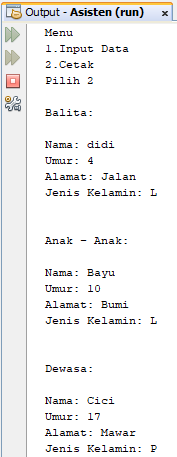 Output - Asisten (run) x
Menu
1.Input Data
2.Cetak
Pilih 2
Balita:
Nama: didi
Umur: 4
Alamat: Jalan
Jenis Kelamin: L
Anak - Anak:
Nama: Bayu
Umur: 10
Alamat: Bumi
Jenis Kelamin: L
Dewasa:
Nama: Cici
Umur: 17
Alamat: Mawar
Jenis Kelamin: P